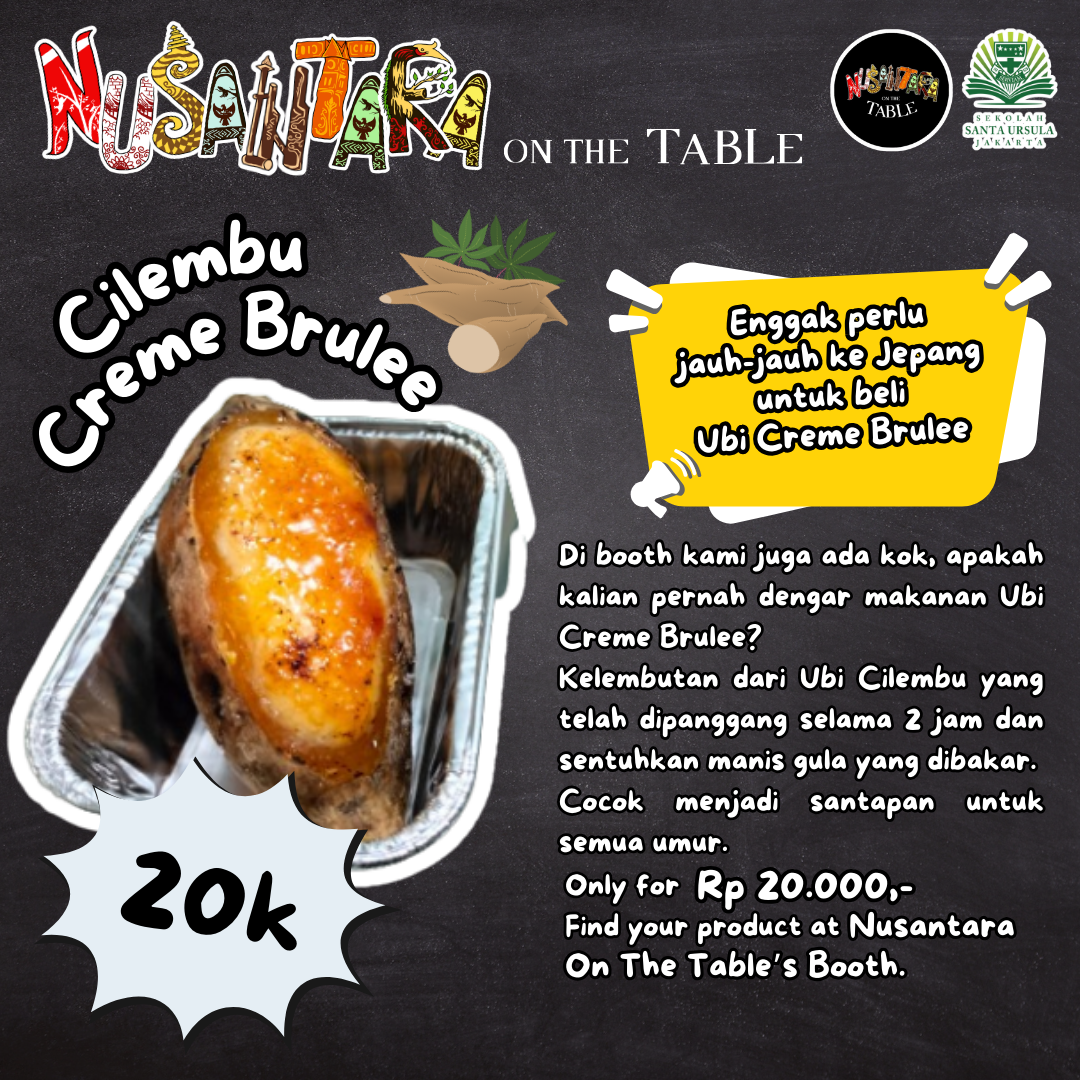 NUSANTARA ON THE TABLE
NUSANTARA
ON THE
TABLE
SERVIAM
SEKOLAH
SANTA URSULA
JAKARTA
Cilembu
Creme Brulee
Enggak perlu
jauh-jauh ke Jepang
untuk beli
Ubi Creme Brulee
Di booth kami juga ada kok, apakah
kalian pernah dengar makanan Ubi
Creme Brulee?
Kelembutan dari Ubi Cilembu yang
telah dipanggang selama 2 jam dan
sentuhkan manis gula yang dibakar.
Cocok menjadi santapan untuk
semua umur.
Only for Rp 20.000,-
Find your product at Nusantara
On The Table's Booth.
20k